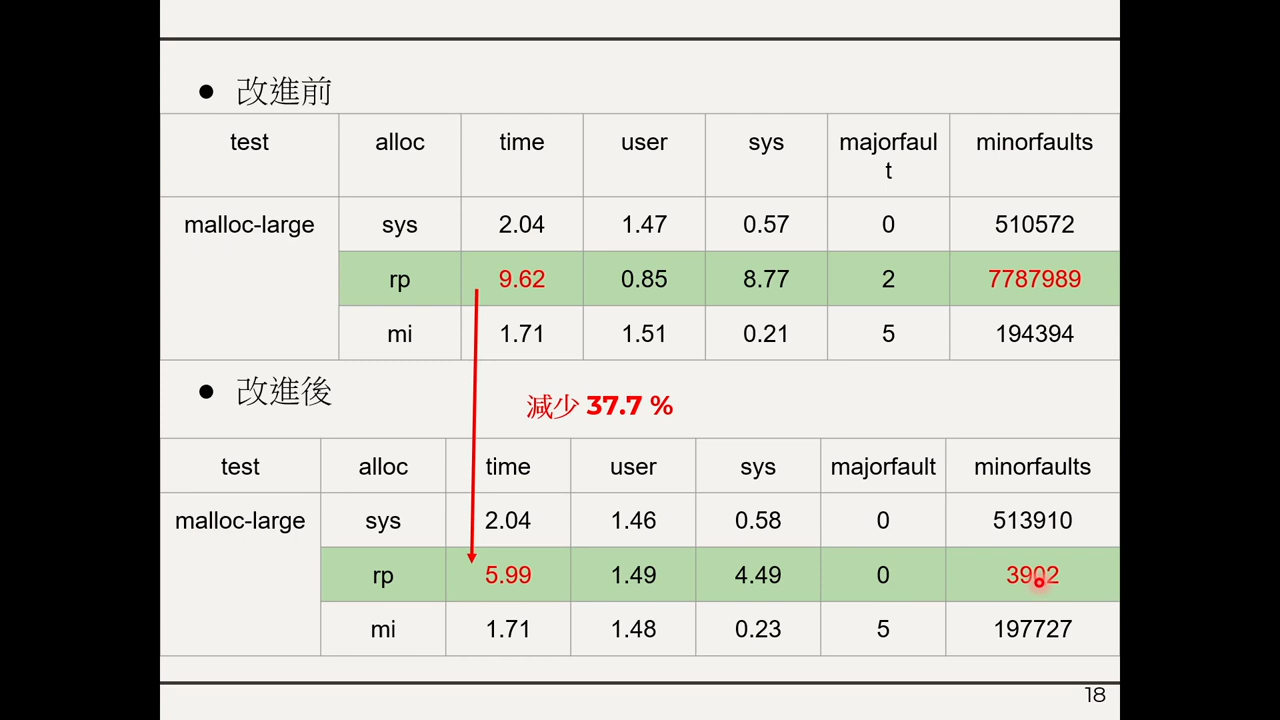 ● 改進前
test alloc time user sys majorfaul
t minorfaults
malloc-large sys 2.04 1.47 0.57 0 510572
rp 9.62 0.85 8.77 2 7787989
mi 1.71 1.51 0.21 5 194394
● 改進後
減少 37.7 %
test alloc time user sys majorfault minorfaults
malloc-large sys 2.04 1.46 0.58 0 513910
rp 5.99 1.49 4.49 0 3902
mi 1.71 1.48 0.23 5 197727
18